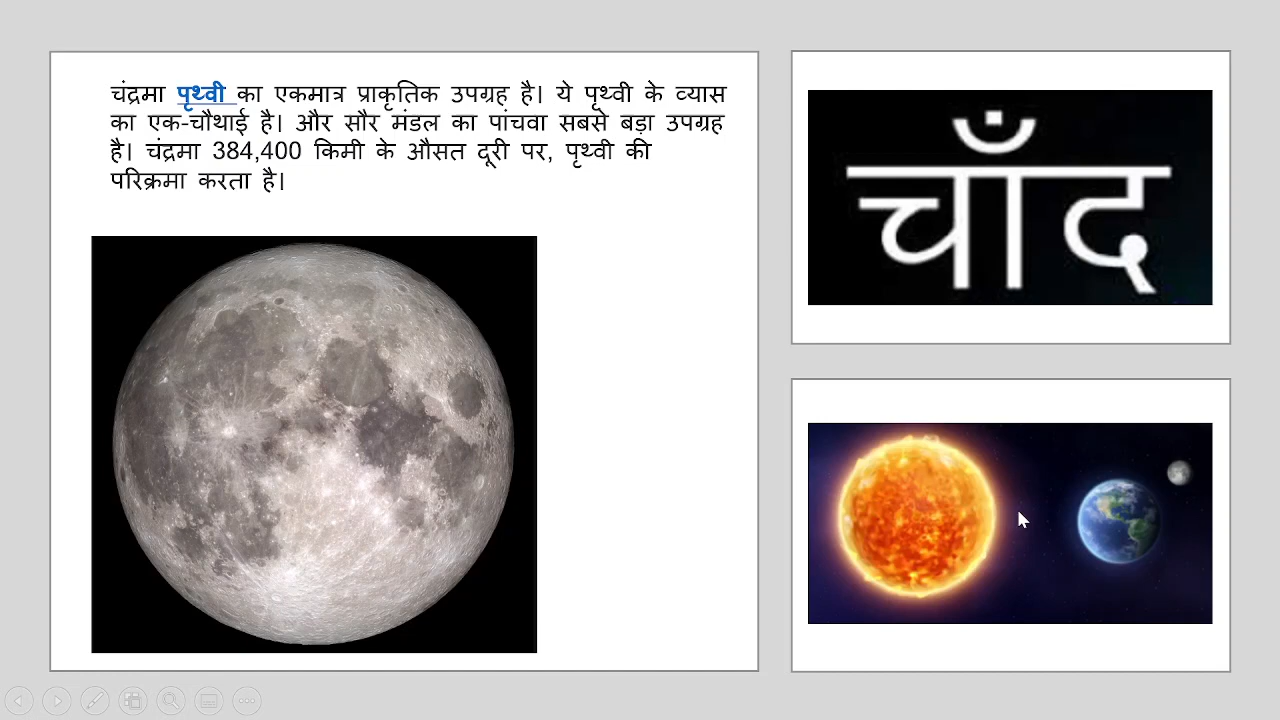 चंद्रमा पृथ्वी का एकमात्र प्राकृतिक उपग्रह है। ये पृथ्वी के व्यास
का एक-चौथाई है। और सौर मंडल का पांचवा सबसे बड़ा उपग्रह
है। चंद्रमा 384,400 किमी के औसत दूरी पर, पृथ्वी की
परिक्रमा करता है।
चाँद